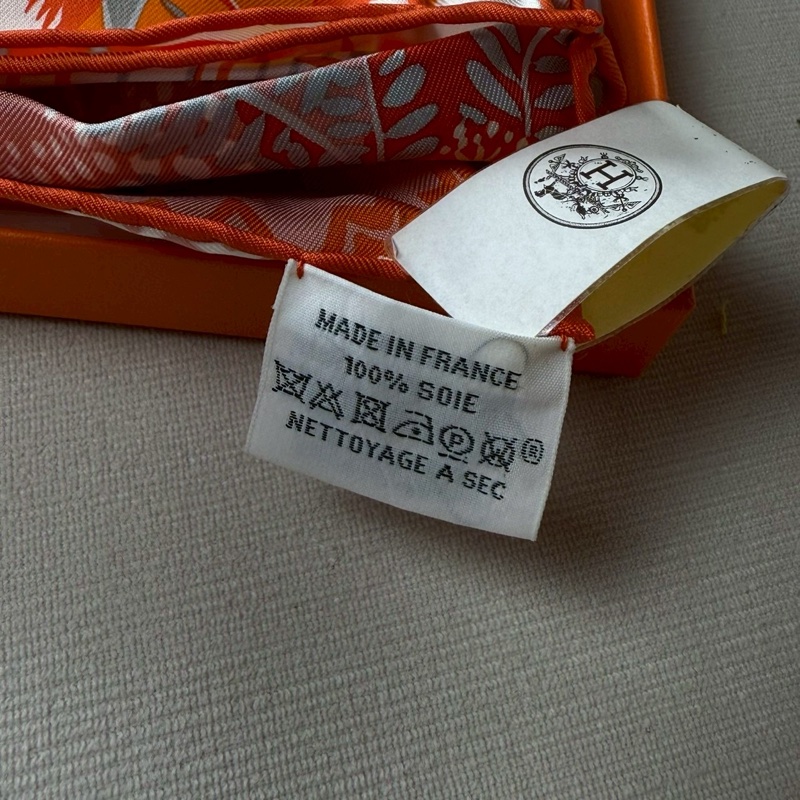 H
MADE IN FRANCE
100% SOIE
P W ®
NETTOYAGE A SEC